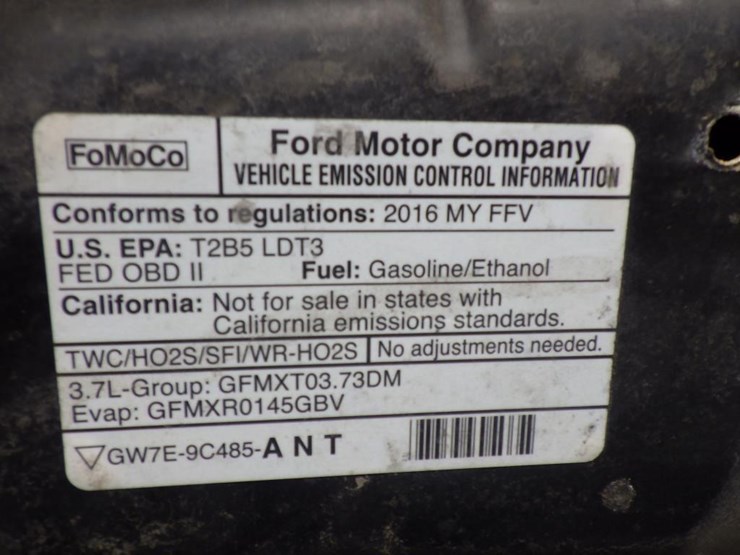 FoMoCo
Ford Motor Company
VEHICLE EMISSION CONTROL INFORMATION
Conforms to regulations: 2016 MY FFV
U.S. EPA: T2B5 LDT3
FED OBD II Fuel: Gasoline/Ethanol
California: Not for sale in states with
California emissions standards.
TWC/HO2S/SFI/WR-HO2S No adjustments needed.
3.7L-Group: GFMXT03.73DM
Evap: GFMXR0145GBV
GW7E-9C485-A N T